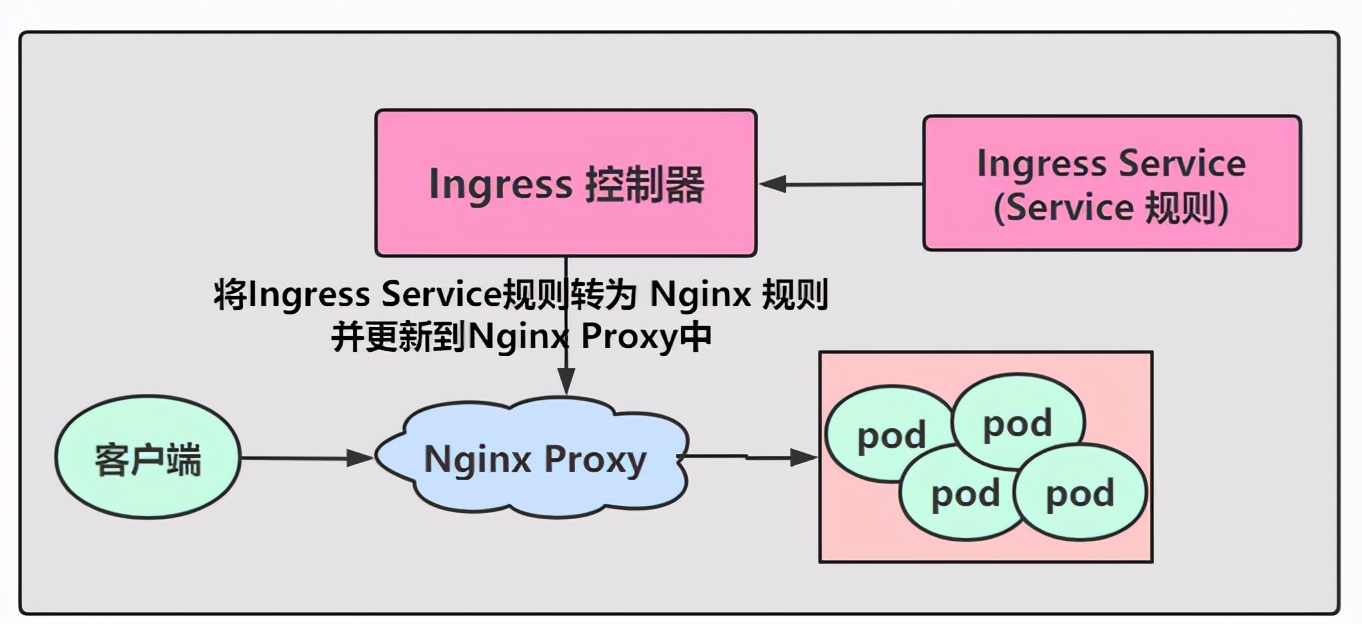 Ingress 控制器
Ingress Service
(Service 规则)
将Ingress Service规则转为 Nginx 规则
并更新到Nginx Proxy中
客户端
Nginx Proxy
pod
pod
pod
pod